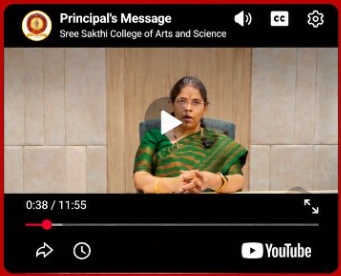 Principal's Message
CC
Sree Sakthi College of Arts and Science
0:38 / 11:55
YouTube